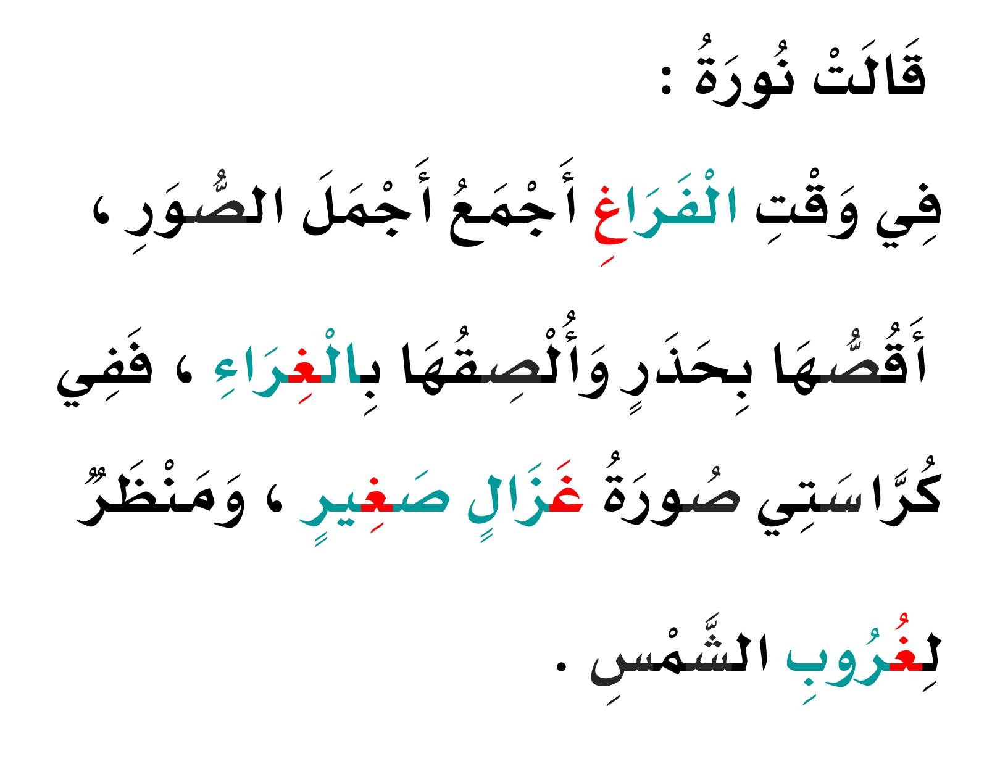 قَالَتْ نُورَةُ :
فِي وَقْتِ الْفَرَاغِ أَجْمَعُ أَجْمَلَ الصُّوَرِ ،
أَقُصُّهَا بِحَذَرٍ وَأُلْصِقُهَا بِالْغِرَاءِ ، فَفِي
كُرَّاسَتِي صُورَةُ غَزَالٍ صَغِيرٍ ، وَمَنْظَرٌ
لِغُرُوبِ الشَّمْسِ .